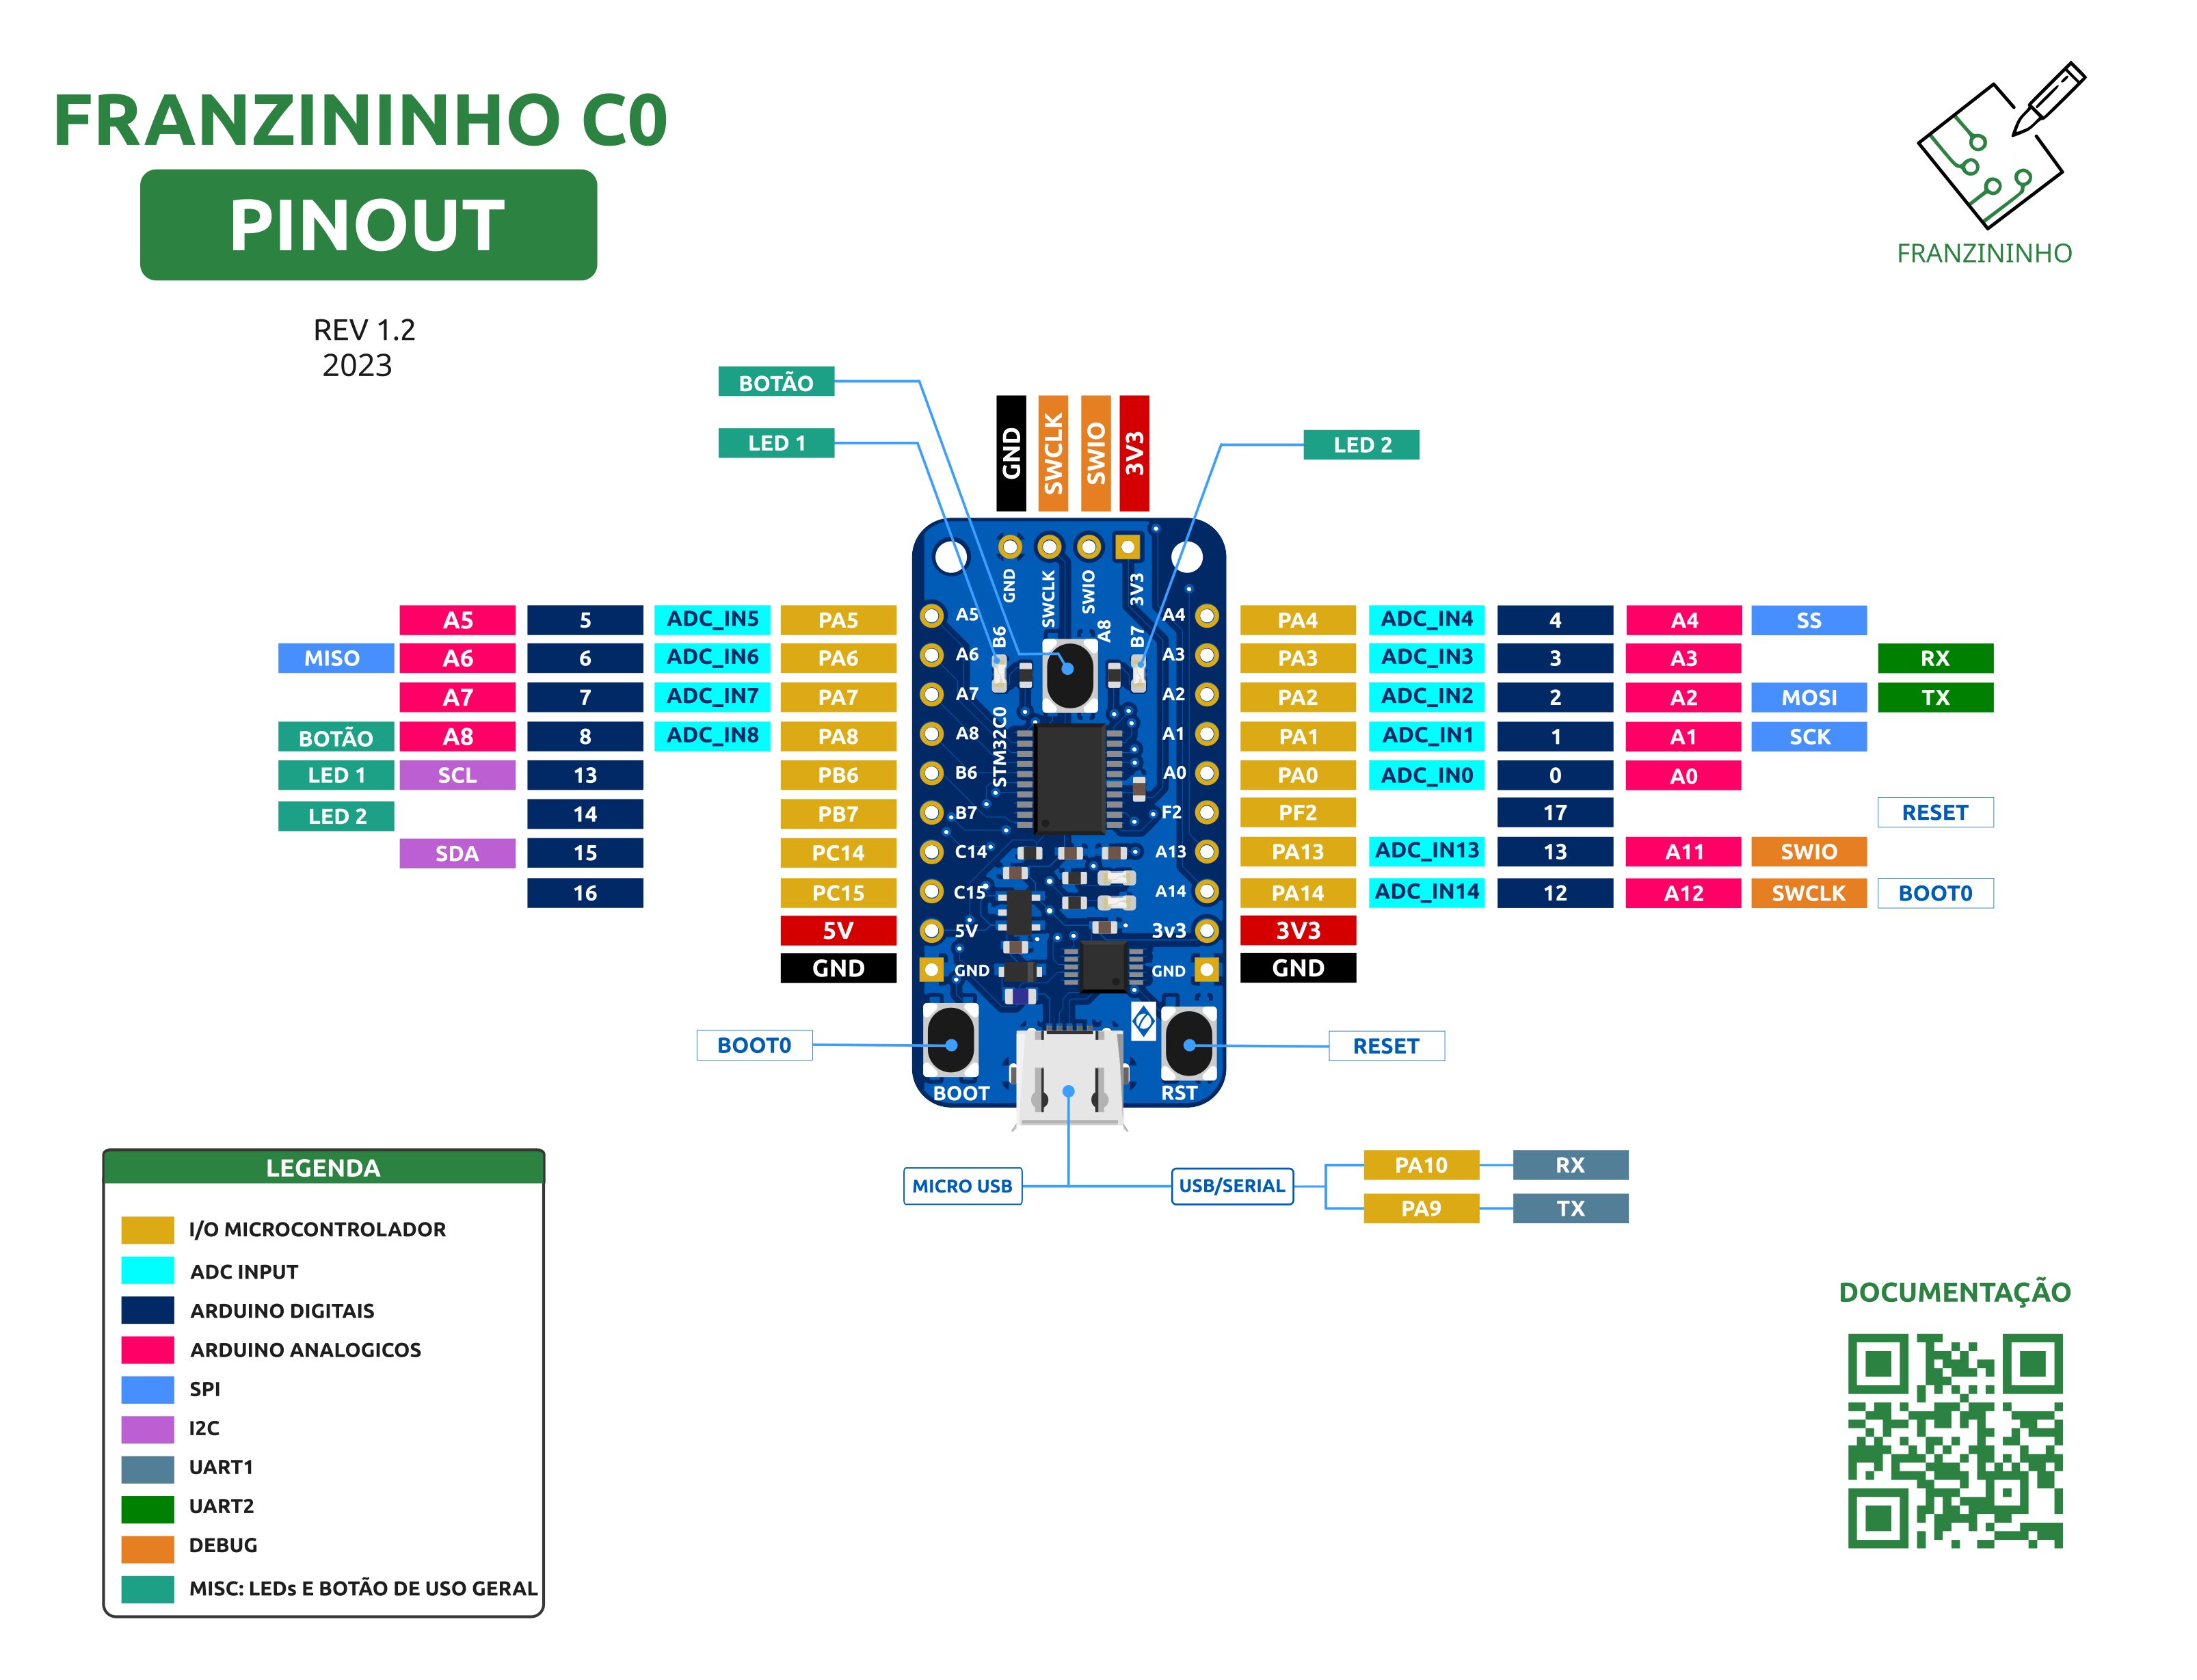 FRANZININHO C0
PINOUT
REV 1.2
2023
FRANZININHO
BOTÃO
LED 1
GND SWCLK SWIO 3V3
LED 2
GND SWCLK SWIO 3V3
B6 A8 B7
STM32C0
A5 5 ADC_IN5 PA5 A5 A4 PA4 ADC_IN4 4 A4 SS
MISO A6 6 ADC_IN6 PA6 A6 A3 PA3 ADC_IN3 3 A3 RX
A7 7 ADC_IN7 PA7 A7 A2 PA2 ADC_IN2 2 A2 MOSI TX
BOTÃO A8 8 ADC_IN8 PA8 A8 A1 PA1 ADC_IN1 1 A1 SCK
LED 1 SCL 13 PB6 B6 A0 PA0 ADC_IN0 0 A0
LED 2 14 PB7 B7 F2 PF2 17 RESET
SDA 15 PC14 C14 A13 PA13 ADC_IN13 13 A11 SWIO
16 PC15 C15 A14 PA14 ADC_IN14 12 A12 SWCLK BOOT0
5V 5V 3v3 3V3
GND GND GND GND
BOOT0 RESET
BOOT RST
MICRO USB USB/SERIAL
PA10 RX
PA9 TX
LEGENDA
I/O MICROCONTROLADOR
ADC INPUT
ARDUINO DIGITAIS
ARDUINO ANALOGICOS
SPI
I2C
UART1
UART2
DEBUG
MISC: LEDs E BOTÃO DE USO GERAL
DOCUMENTAÇÃO